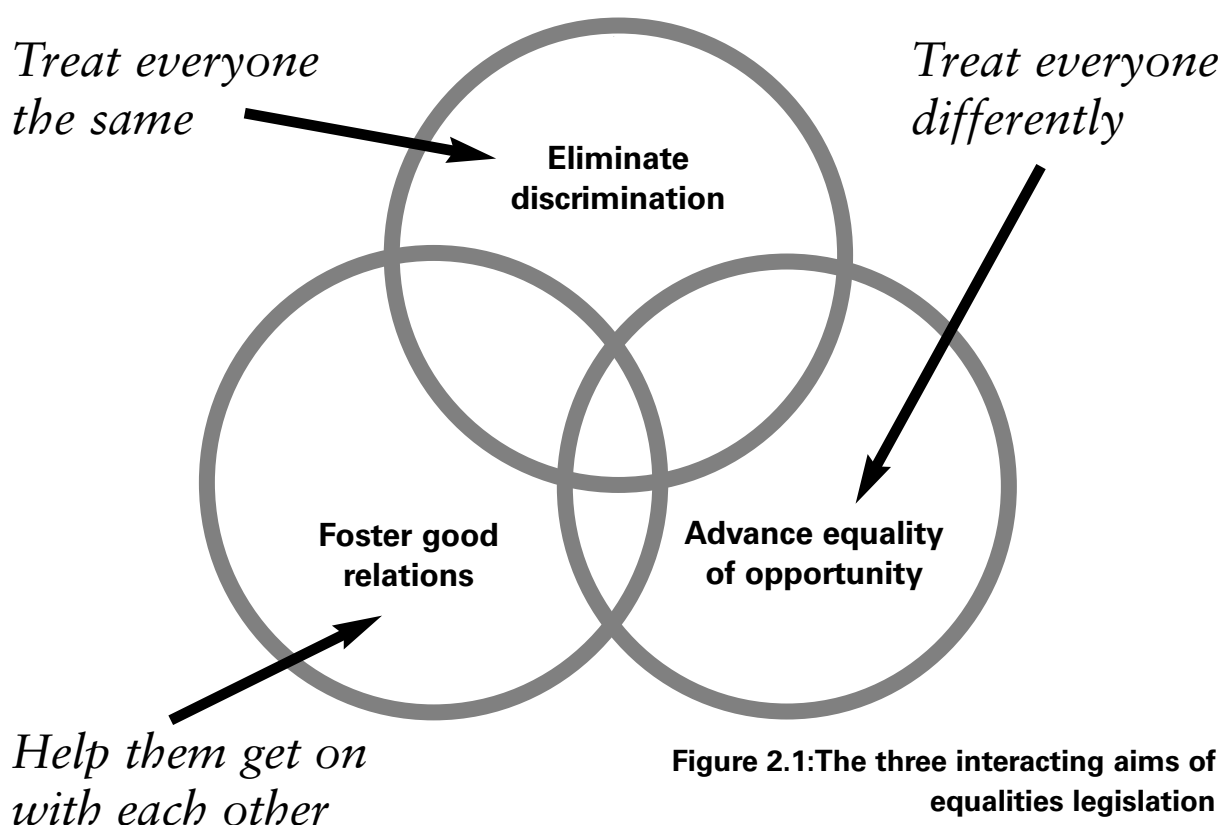 Treat everyone
the same
Treat everyone
differently
Eliminate
discrimination
Foster good
relations
Advance equality
of opportunity
Help them get on
with each other
Figure 2.1:The three interacting aims of
equalities legislation